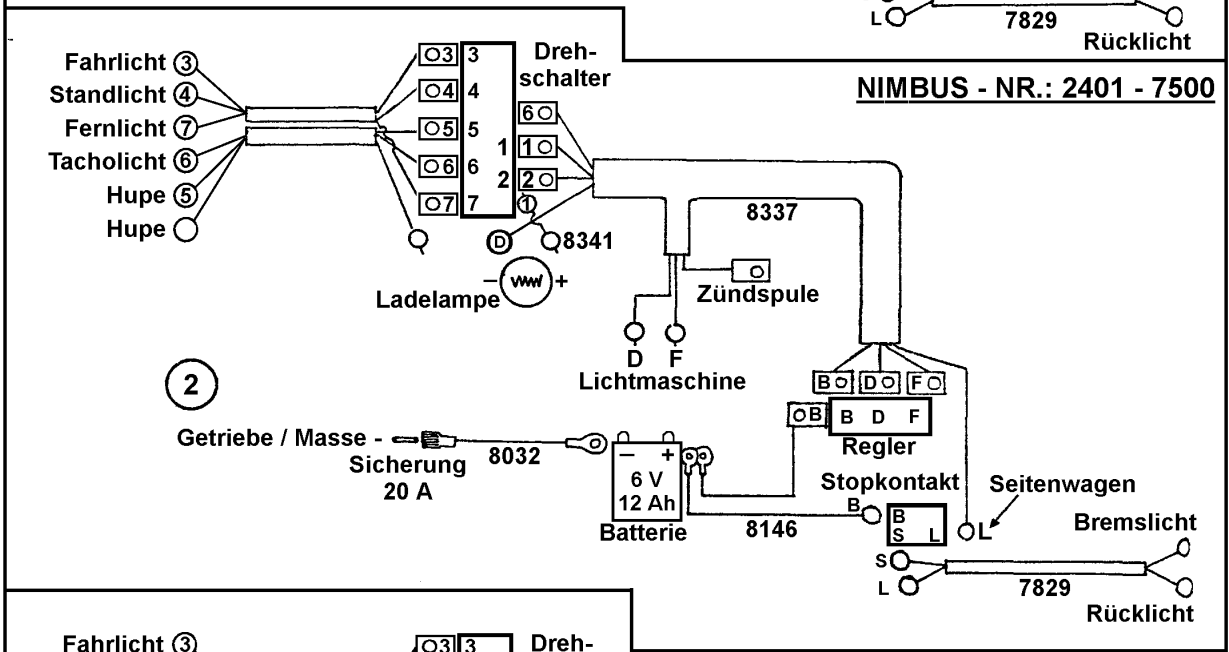 L
7829
Rücklicht
NIMBUS - NR.: 2401 - 7500
Fahrlicht 3
Standlicht 4
Fernlicht 7
Tacholicht 6
Hupe 5
Hupe
3 3
4 4
5 5
6 6
7 7
Dreh-
schalter
6
1 1
2 2
1
D
8341
8337
- +
Ladelampe
Zündspule
D F
Lichtmaschine
2
B D F
B B D F
Regler
Getriebe / Masse -
Sicherung
20 A
8032
- +
6 V
12 Ah
Batterie
8146
Stopkontakt
B
B
S L
L
Seitenwagen
Bremslicht
S
L
7829
Rücklicht
Fahrlicht 3
3 3
Dreh-